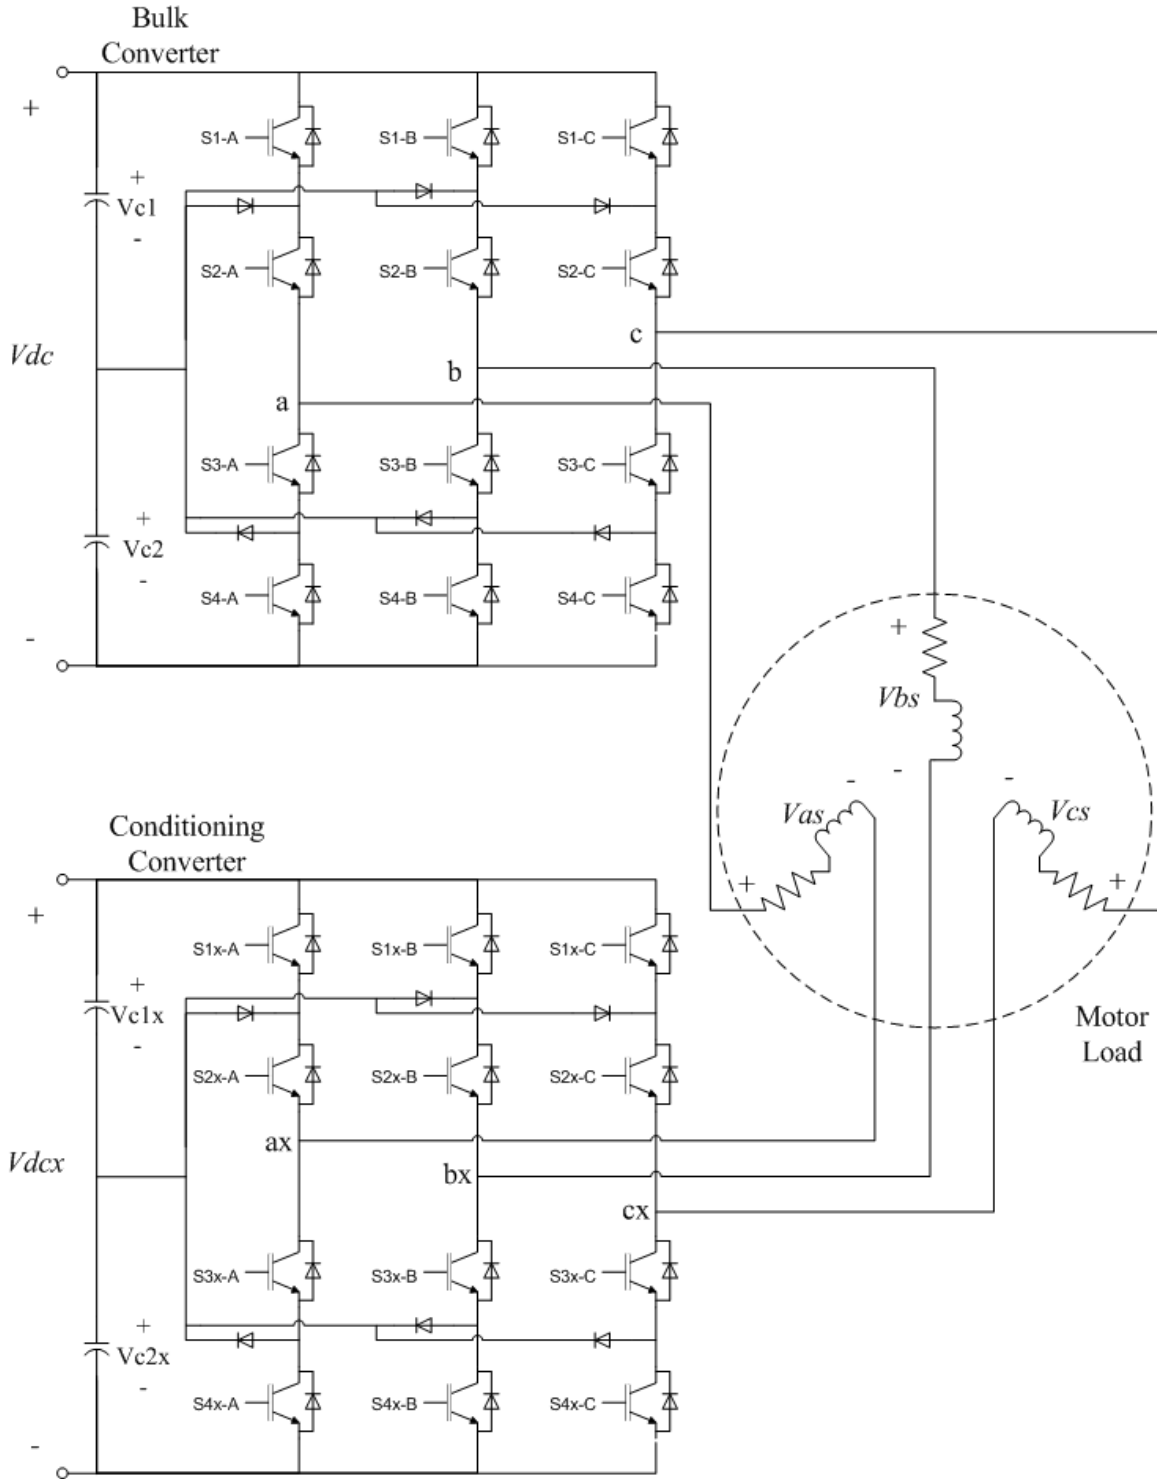 Bulk
Converter
+
S1-A
S1-B
S1-C
+
Vc1
-
S2-A
S2-B
S2-C
c
Vdc
b
a
S3-A
S3-B
S3-C
+
Vc2
-
S4-A
S4-B
S4-C
-
+
Vbs
-
-
-
Vas
Vcs
+
+
Conditioning
Converter
+
S1x-A
S1x-B
S1x-C
+
Vc1x
-
Motor
Load
S2x-A
S2x-B
S2x-C
ax
Vdcx
bx
cx
S3x-A
S3x-B
S3x-C
+
Vc2x
-
S4x-A
S4x-B
S4x-C
-